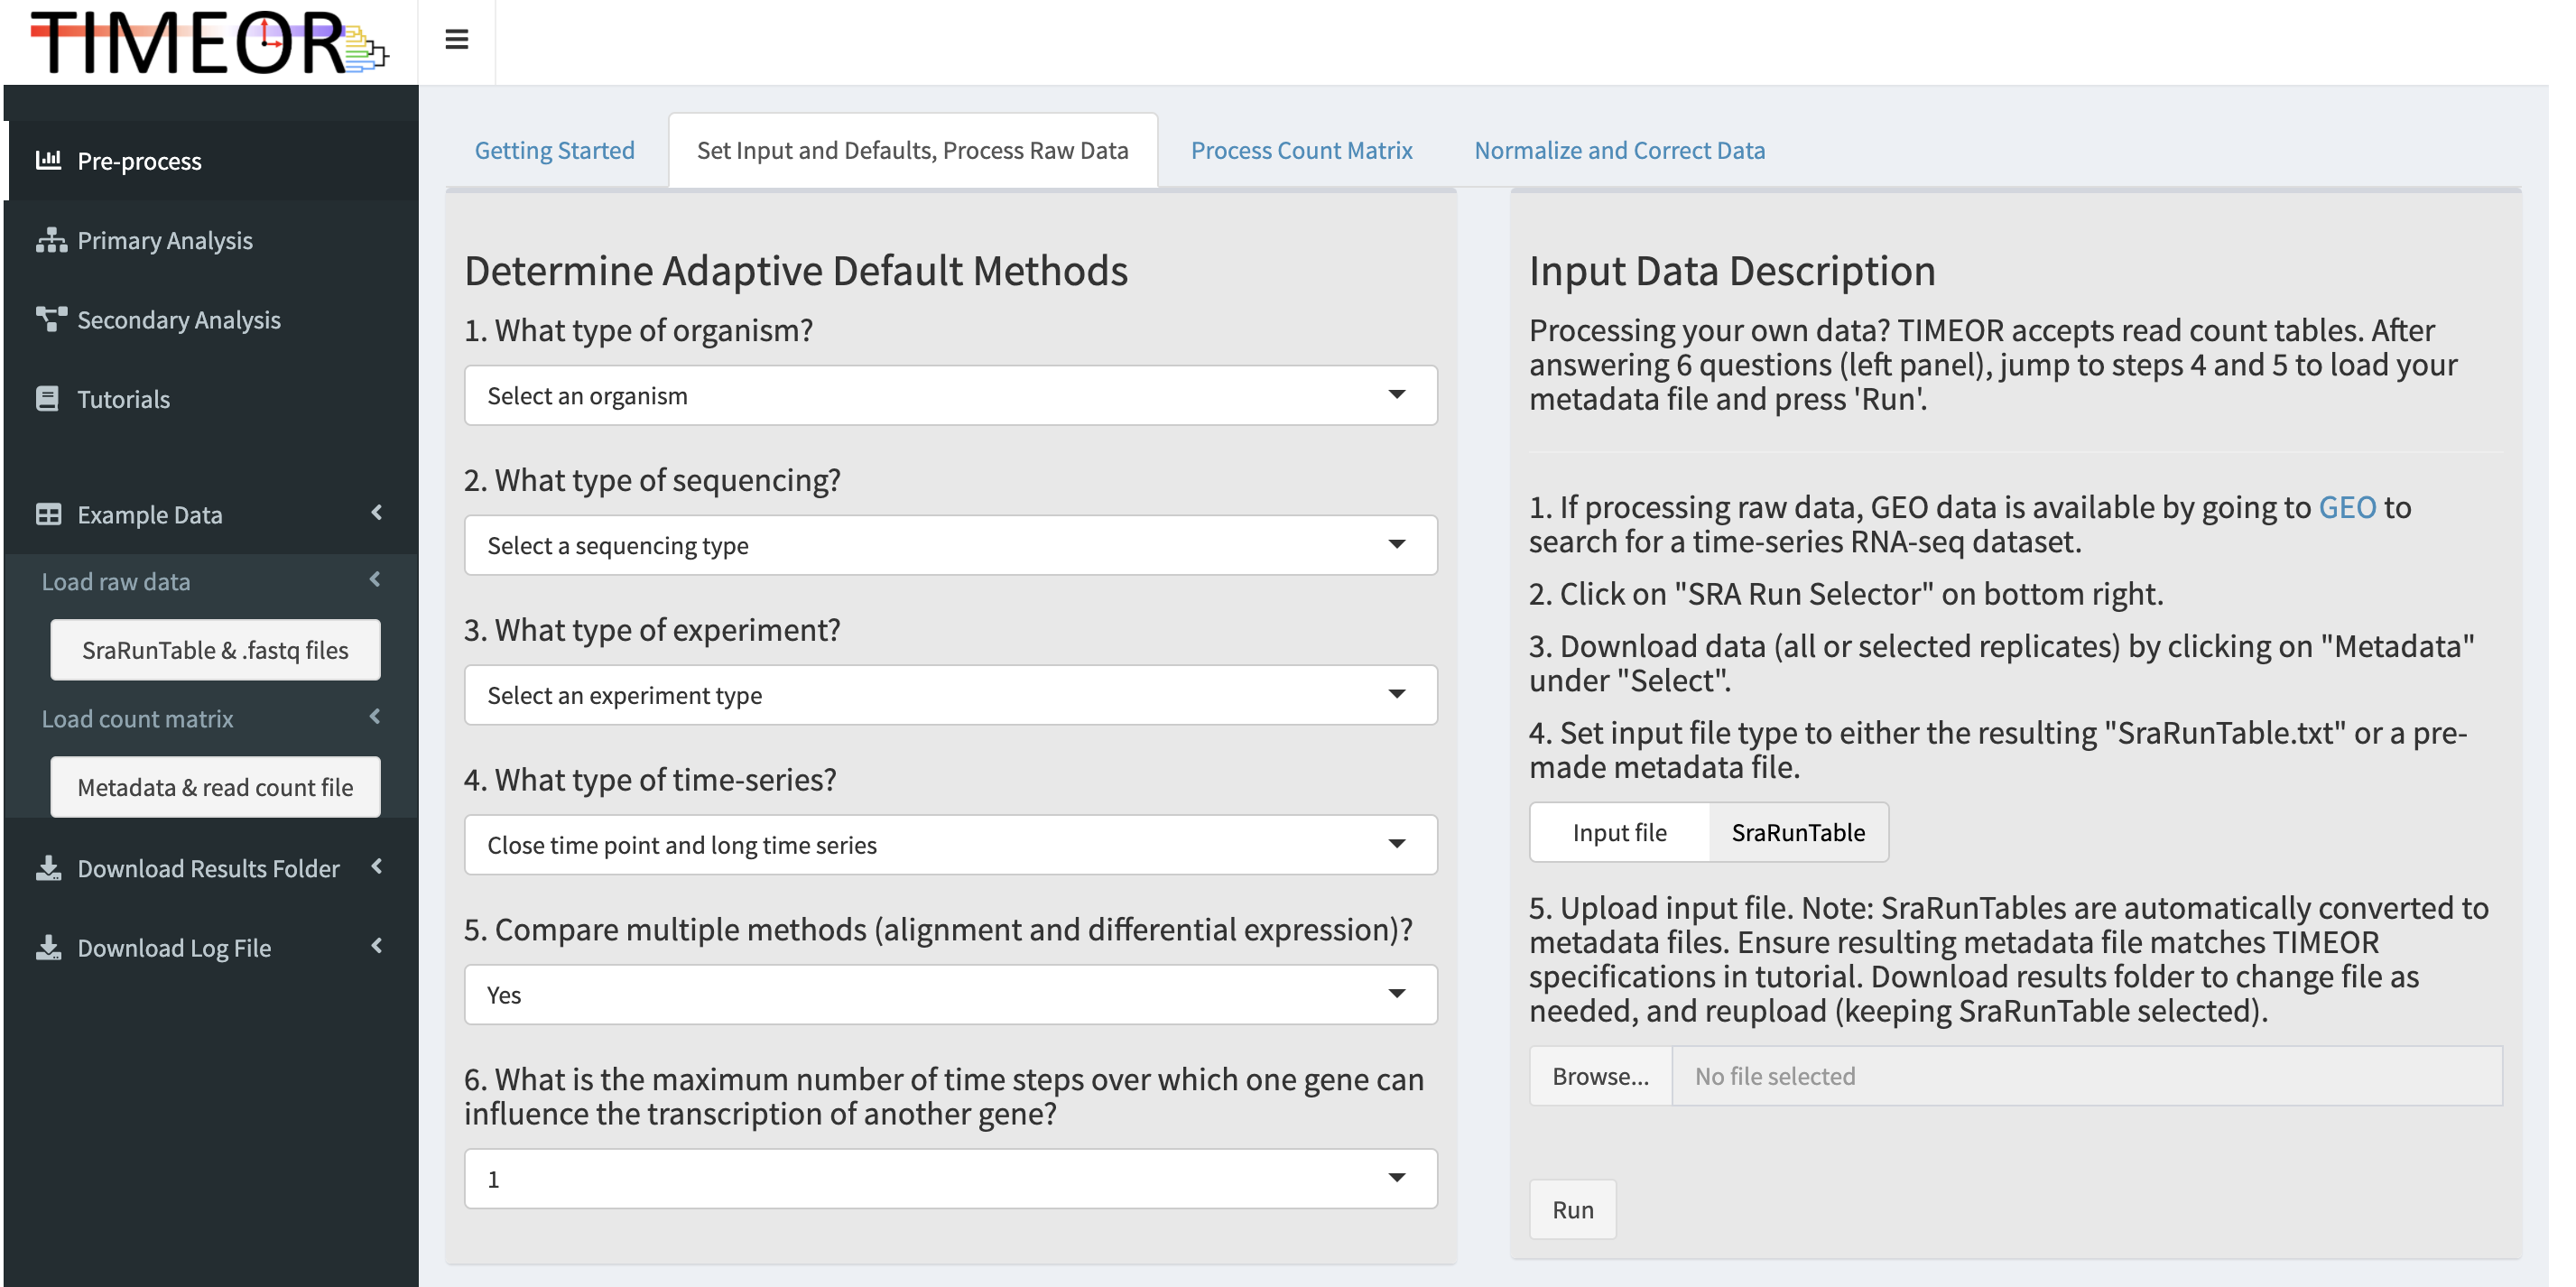 TIMEOR
Pre-process
Primary Analysis
Secondary Analysis
Tutorials
Example Data
Load raw data
SraRunTable & .fastq files
Load count matrix
Metadata & read count file
Download Results Folder
Download Log File
Getting Started
Set Input and Defaults, Process Raw Data
Process Count Matrix
Normalize and Correct Data
Determine Adaptive Default Methods
1. What type of organism?
Select an organism
2. What type of sequencing?
Select a sequencing type
3. What type of experiment?
Select an experiment type
4. What type of time-series?
Close time point and long time series
5. Compare multiple methods (alignment and differential expression)?
Yes
6. What is the maximum number of time steps over which one gene can
influence the transcription of another gene?
1
Input Data Description
Processing your own data? TIMEOR accepts read count tables. After
answering 6 questions (left panel), jump to steps 4 and 5 to load your
metadata file and press 'Run'.
1. If processing raw data, GEO data is available by going to GEO to
search for a time-series RNA-seq dataset.
2. Click on "SRA Run Selector" on bottom right.
3. Download data (all or selected replicates) by clicking on "Metadata"
under "Select".
4. Set input file type to either the resulting "SraRunTable.txt" or a pre-
made metadata file.
Input file
SraRunTable
5. Upload input file. Note: SraRunTables are automatically converted to
metadata files. Ensure resulting metadata file matches TIMEOR
specifications in tutorial. Download results folder to change file as
needed, and reupload (keeping SraRunTable selected).
Browse...
No file selected
Run